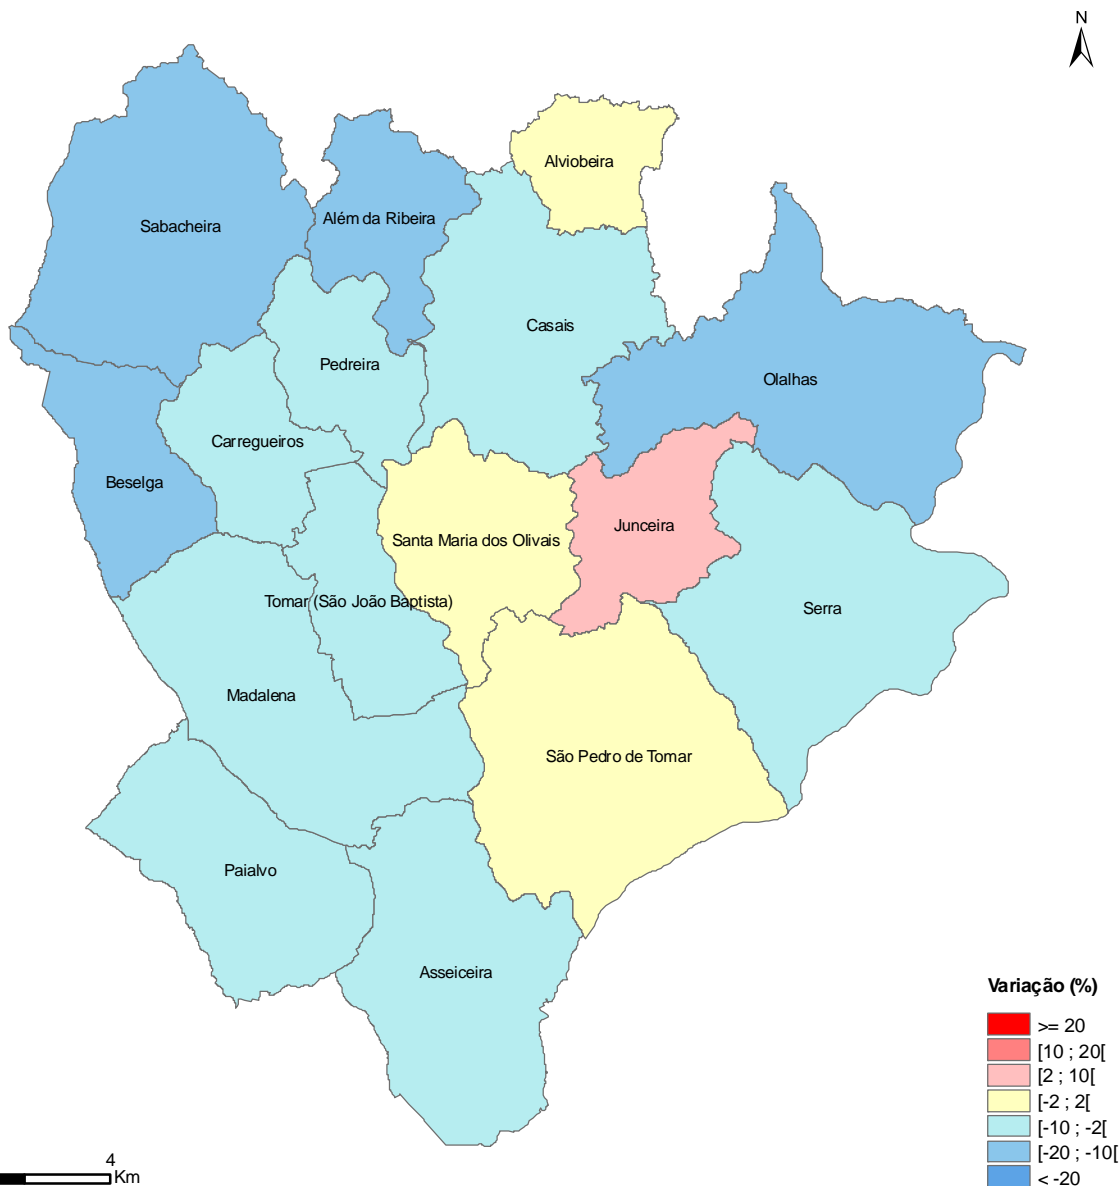 N
Alviobeira
Além da Ribeira
Sabacheira
Casais
Pedreira
Olalhas
Carregueiros
Beselga
Junceira
Santa Maria dos Olivais
Tomar (São João Baptista)
Serra
Madalena
São Pedro de Tomar
Paialvo
Asseiceira
Variação (%)
>= 20
[10 ; 20[
[2 ; 10[
[-2 ; 2[
[-10 ; -2[
[-20 ; -10[
< -20
4
Km